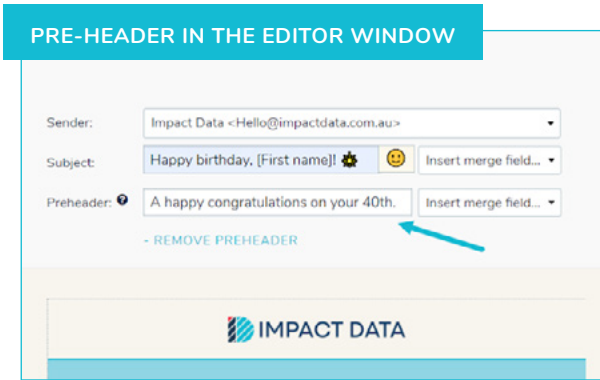 PRE-HEADER IN THE EDITOR WINDOW
Sender: Impact Data <Hello@impactdata.com.au>
Subject: Happy birthday, [First name]! Insert merge field...
Preheader: ? A happy congratulations on your 40th. Insert merge field...
- REMOVE PREHEADER
IMPACT DATA